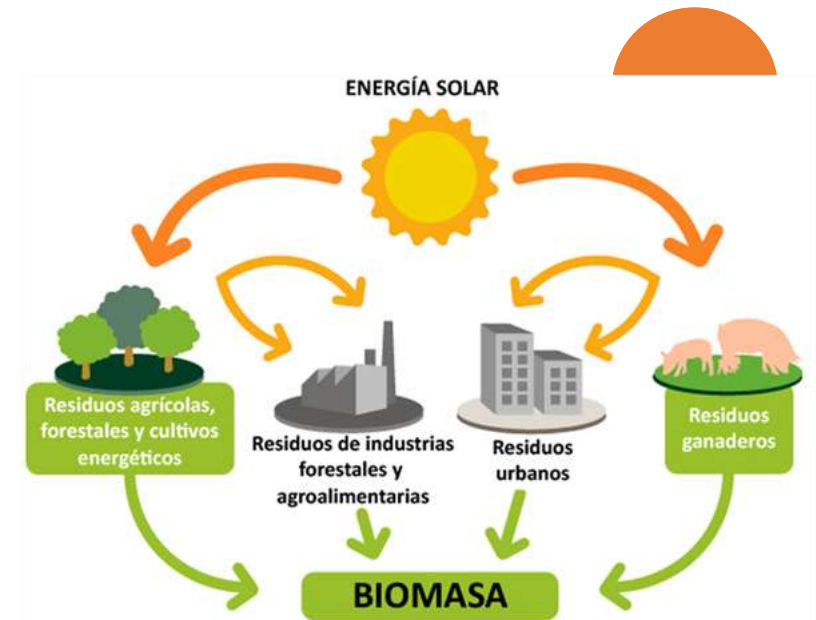 ENERGÍA SOLAR
Residuos agrícolas,
forestales y cultivos
energéticos
Residuos de industrias
forestales y
agroalimentarias
Residuos
urbanos
Residuos
ganaderos
BIOMASA